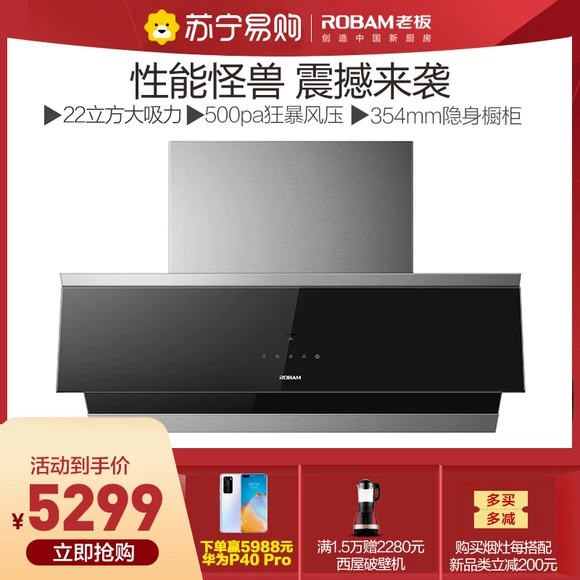 苏宁易购 ROBAM老板
创造中国新厨房
性能怪兽 震撼来袭
▶22立方大吸力 ▶500pa狂暴风压 ▶354mm隐身橱柜
ROBAM
活动到手价
¥5299
立即抢购
下单赢5988元
华为P40 Pro
满1.5万赠2280元
西屋破壁机
多买
多减
购买烟灶每搭配
新品类立减200元